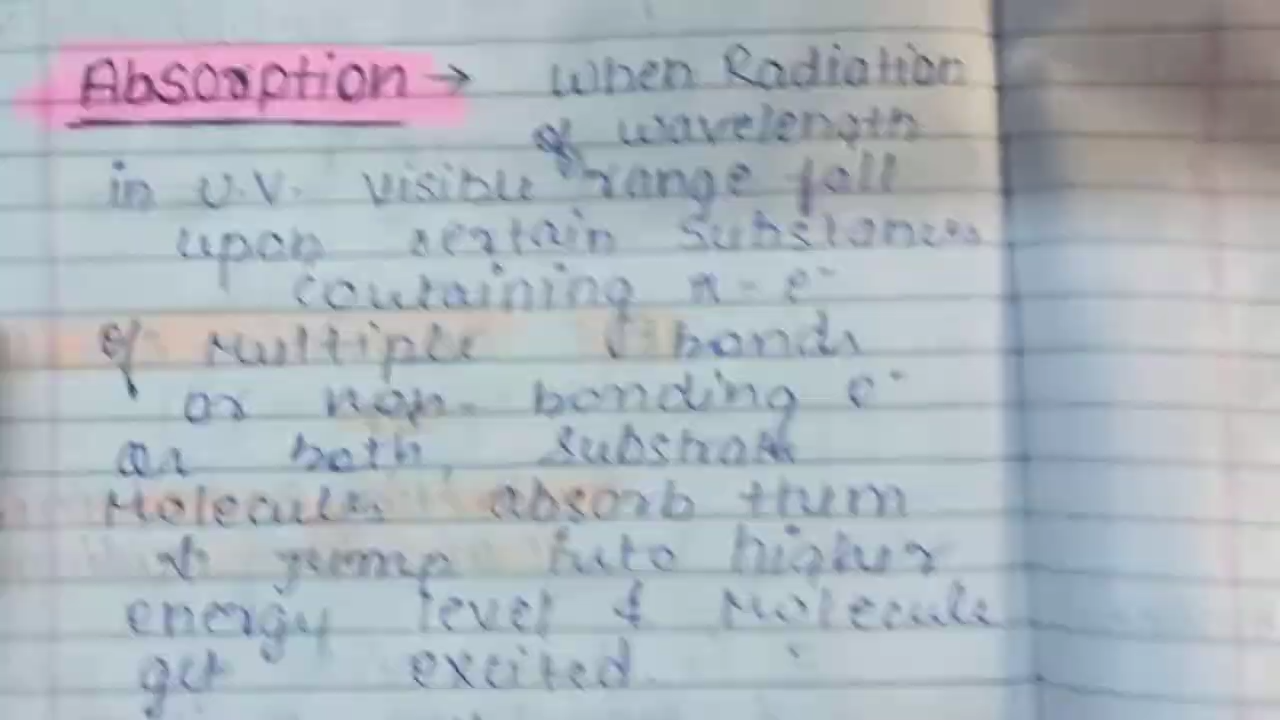 Absorption → When Radiation
of wavelength
in U.V. visible range fall
upon certain substances
containing π-e⁻
of Multiple bonds
or non-bonding e⁻
or both, substrate
Molecules absorb them
& jump into higher
energy level & Molecule
get excited.